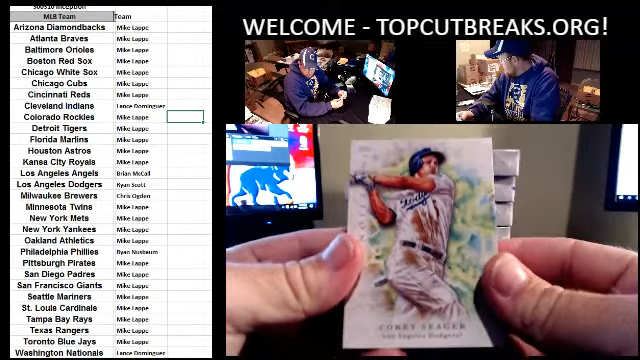 300516 Inception
MLB Team Team
Arizona Diamondbacks Mike Lappe
Atlanta Braves Mike Lappe
Baltimore Orioles Mike Lappe
Boston Red Sox Mike Lappe
Chicago White Sox Mike Lappe
Chicago Cubs Mike Lappe
Cincinnati Reds Mike Lappe
Cleveland Indians Lance Dominguez
Colorado Rockies Mike Lappe
Detroit Tigers Mike Lappe
Florida Marlins Mike Lappe
Houston Astros Mike Lappe
Kansa City Royals Mike Lappe
Los Angeles Angels Brian McCall
Los Angeles Dodgers Ryan Scott
Milwaukee Brewers Chris Ogden
Minnesota Twins Mike Lappe
New York Mets Mike Lappe
New York Yankees Mike Lappe
Oakland Athletics Mike Lappe
Philadelphia Phillies Ryan Nusbaum
Pittsburgh Pirates Mike Lappe
San Diego Padres Mike Lappe
San Francisco Giants Mike Lappe
Seattle Mariners Mike Lappe
St. Louis Cardinals Mike Lappe
Tampa Bay Rays Mike Lappe
Texas Rangers Mike Lappe
Toronto Blue Jays Mike Lappe
Washington Nationals Lance Dominguez
WELCOME - TOPCUTBREAKS.ORG!
Dodgers
COREY SEAGER
Los Angeles Dodgers